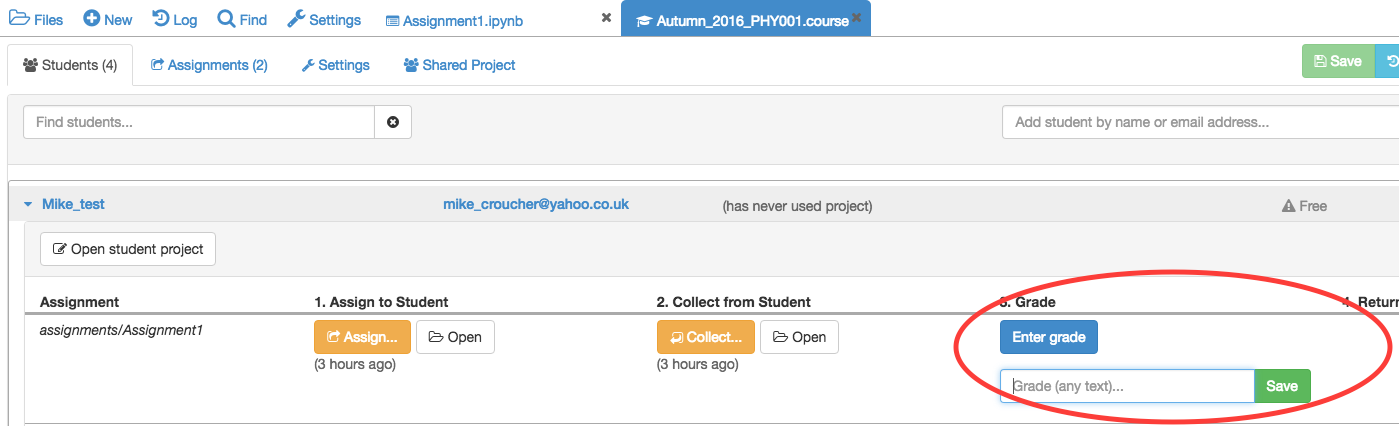 Files New Log Find Settings Assignment1.ipynb Autumn_2016_PHY001.course
Students (4) Assignments (2) Settings Shared Project Save
Find students... Add student by name or email address...
Mike_test mike_croucher@yahoo.co.uk (has never used project) Free
Open student project
Assignment 1. Assign to Student 2. Collect from Student 3. Grade 4. Return
assignments/Assignment1 Assign... Open Collect... Open Enter grade
(3 hours ago) (3 hours ago)
Grade (any text)... Save